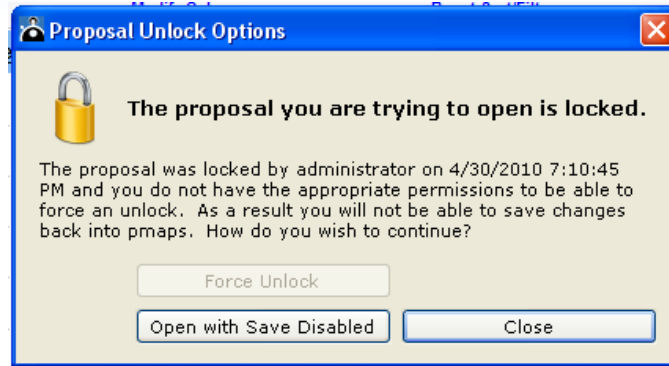 Proposal Unlock Options
The proposal you are trying to open is locked.
The proposal was locked by administrator on 4/30/2010 7:10:45
PM and you do not have the appropriate permissions to be able to
force an unlock. As a result you will not be able to save changes
back into pmaps. How do you wish to continue?
Force Unlock
Open with Save Disabled
Close